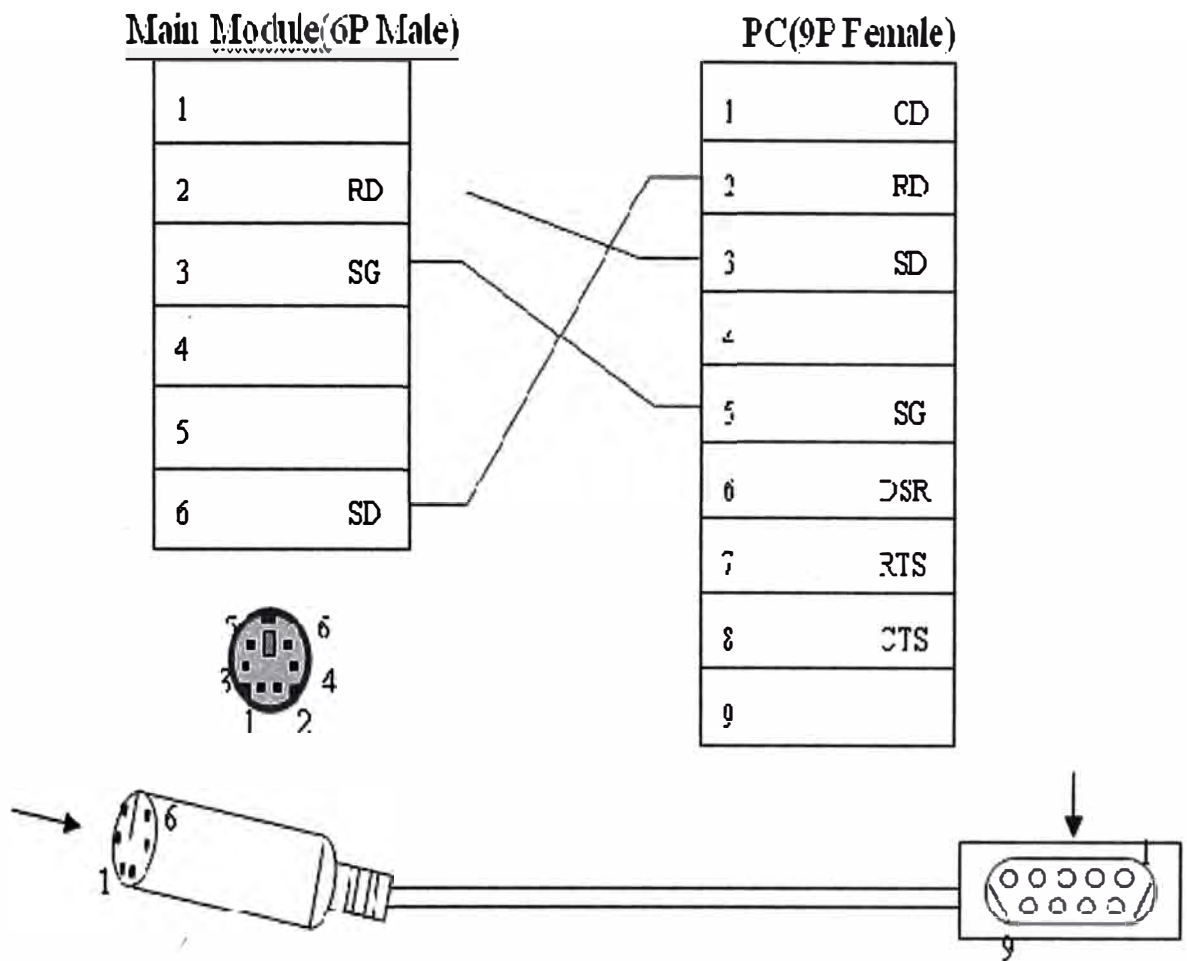 Main Module(6P Male)
1
2 RD
3 SG
4
5
6 SD
PC(9P Female)
1 CD
2 RD
3 SD
4
5 SG
6 DSR
7 RTS
8 CTS
9
5 6
3 4
1 2
6
1
9